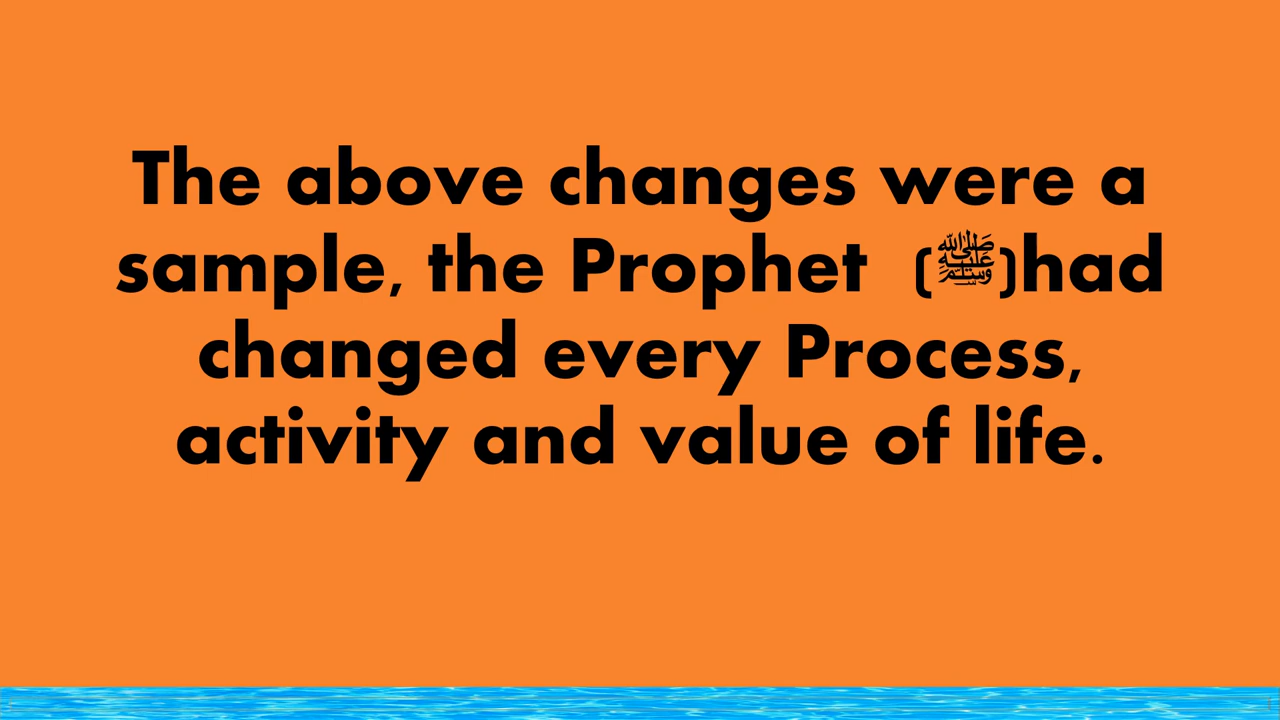 The above changes were a
sample, the Prophet (ﷺ)had
changed every Process,
activity and value of life.